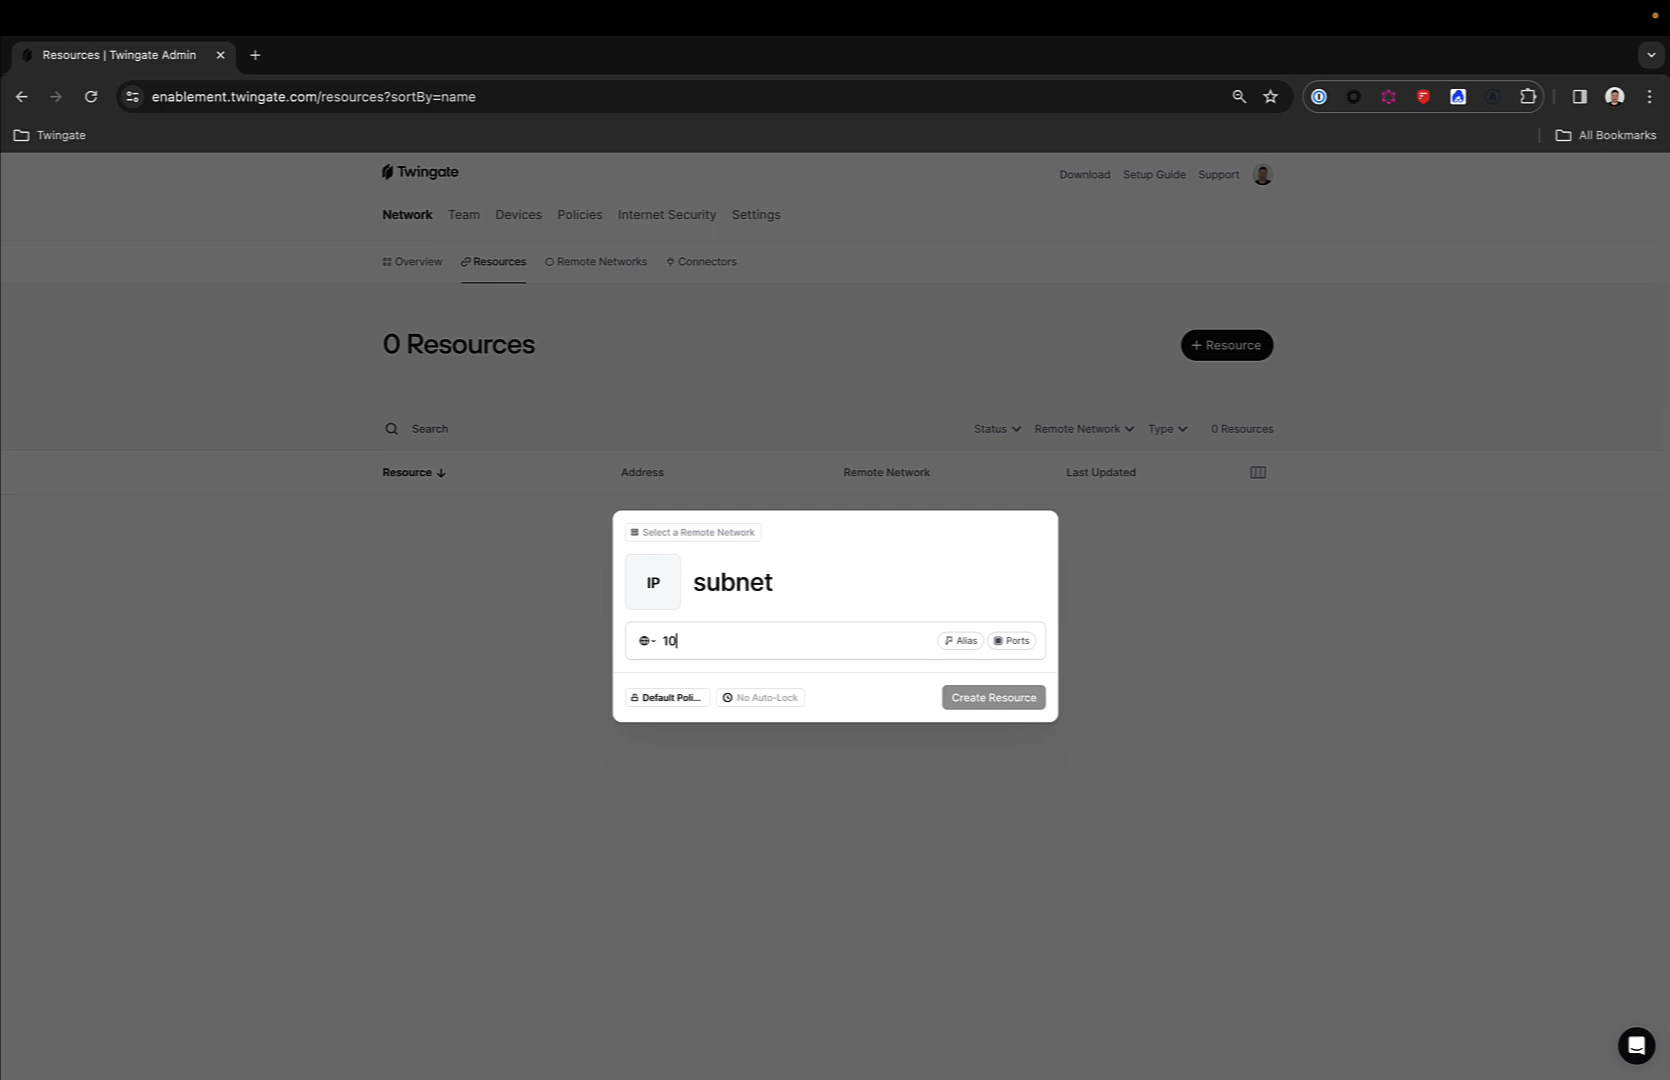 Resources | Twingate Admin
enablement.twingate.com/resources?sortBy=name
Twingate
All Bookmarks
Twingate
Download Setup Guide Support
Network Team Devices Policies Internet Security Settings
Overview Resources Remote Networks Connectors
0 Resources
+ Resource
Search
Status Remote Network Type 0 Resources
Resource Address Remote Network Last Updated
Select a Remote Network
IP subnet
10 Alias Ports
Default Poli... No Auto-Lock Create Resource